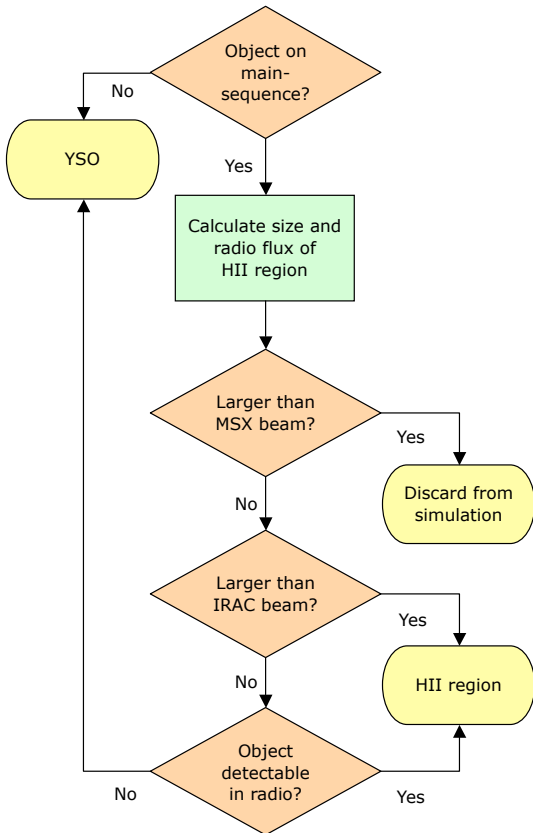 Object on
main-
sequence?
No
YSO
Yes
Calculate size and
radio flux of
HII region
Larger than
MSX beam?
Yes
Discard from
simulation
No
Larger than
IRAC beam?
Yes
HII region
No
Object
detectable
in radio?
No
Yes